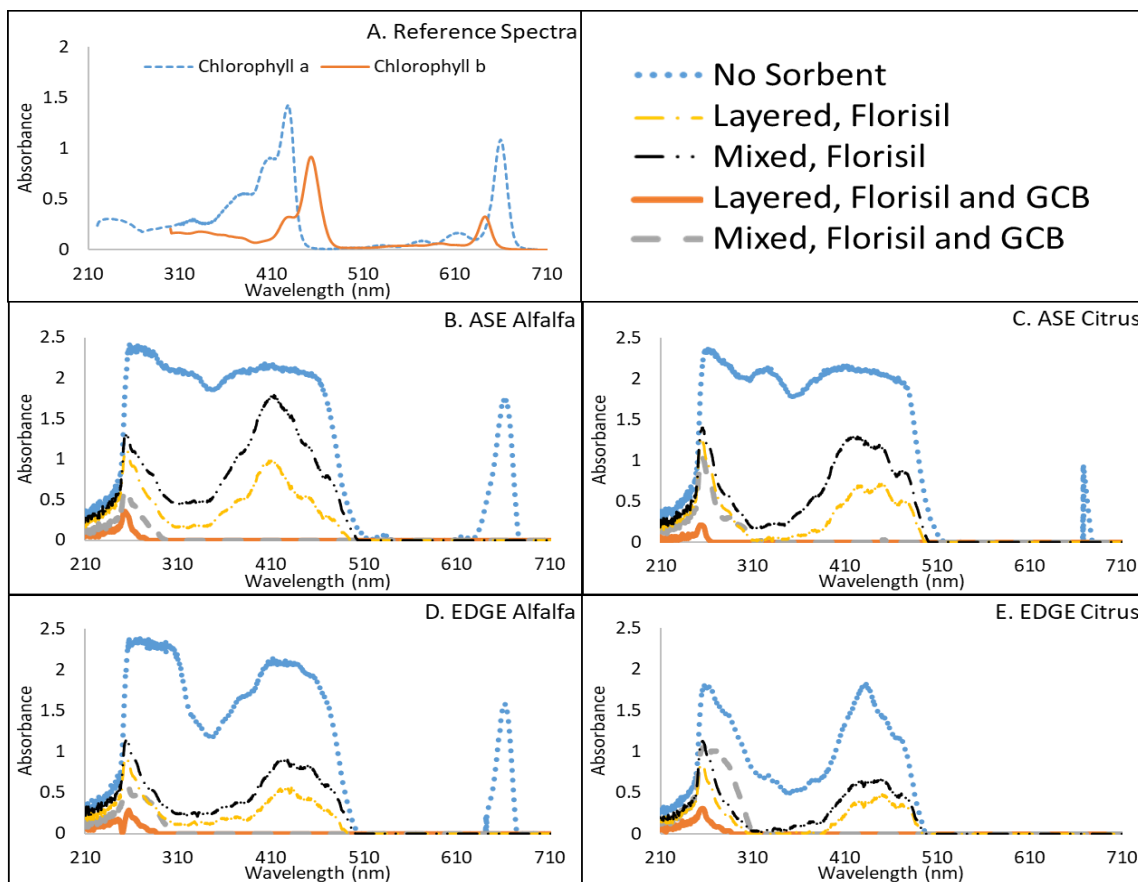 A. Reference Spectra
Chlorophyll a
Chlorophyll b
2
1.5
1
0.5
0
Absorbance
210 310 410 510 610 710
Wavelength (nm)
No Sorbent
Layered, Florisil
Mixed, Florisil
Layered, Florisil and GCB
Mixed, Florisil and GCB
B. ASE Alfalfa
2.5
2
1.5
1
0.5
0
Absorbance
210 310 410 510 610 710
Wavelength (nm)
C. ASE Citrus
2.5
2
1.5
1
0.5
0
Absorbance
210 310 410 510 610 710
Wavelength (nm)
D. EDGE Alfalfa
2.5
2
1.5
1
0.5
0
Absorbance
210 310 410 510 610 710
Wavelength (nm)
E. EDGE Citrus
2.5
2
1.5
1
0.5
0
Absorbance
210 310 410 510 610 710
Wavelength (nm)